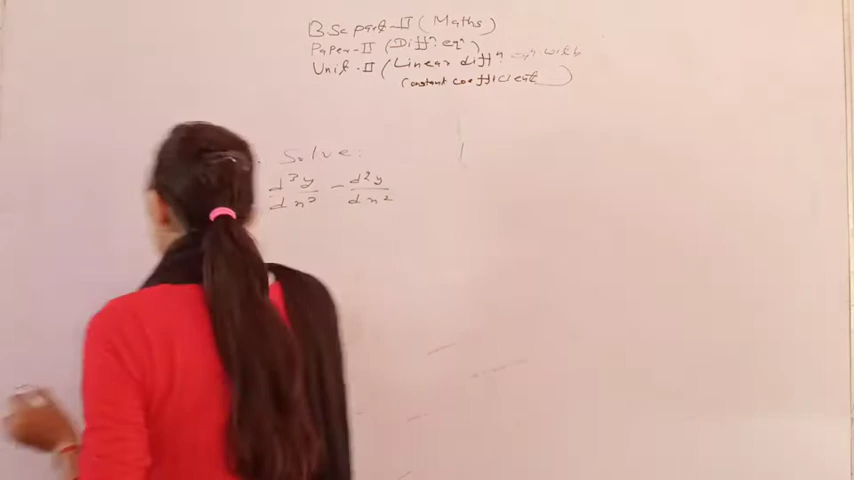 BSc part-II (Maths)
Paper-II (Diffn. eqn)
Unit-II (Linear diffn eqn with
Constant coefficient)
Solve:
d³y/dx³ - d²y/dx²